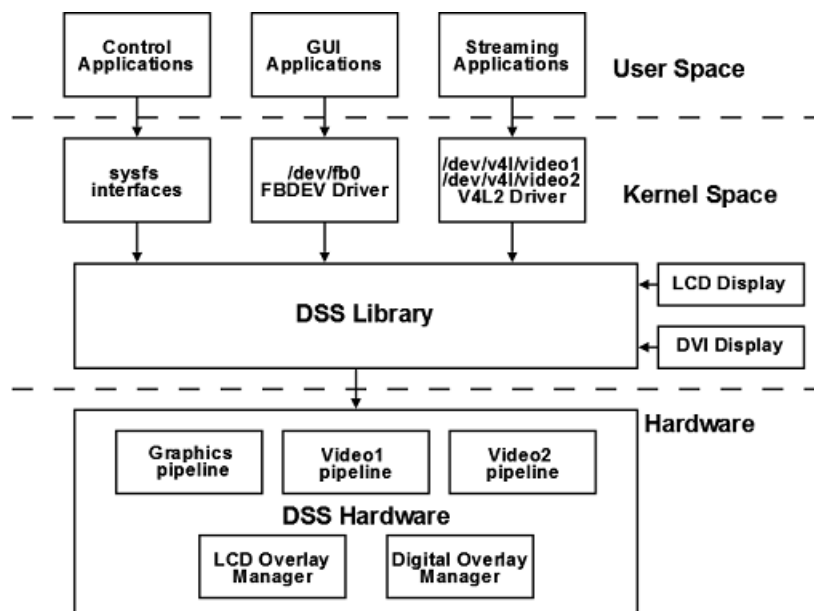 Control
Applications
GUI
Applications
Streaming
Applications
User Space
sysfs
interfaces
/dev/fb0
FBDEV Driver
/dev/v4l/video1
/dev/v4l/video2
V4L2 Driver
Kernel Space
DSS Library
LCD Display
DVI Display
Hardware
Graphics
pipeline
Video1
pipeline
Video2
pipeline
DSS Hardware
LCD Overlay
Manager
Digital Overlay
Manager